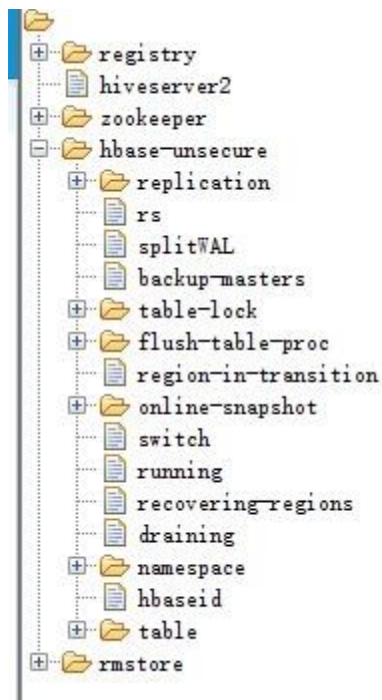 registry
hiveserver2
zookeeper
hbase-unsecure
replication
rs
splitWAL
backup-masters
table-lock
flush-table-proc
region-in-transition
online-snapshot
switch
running
recovering-regions
draining
namespace
hbaseid
table
rmstore